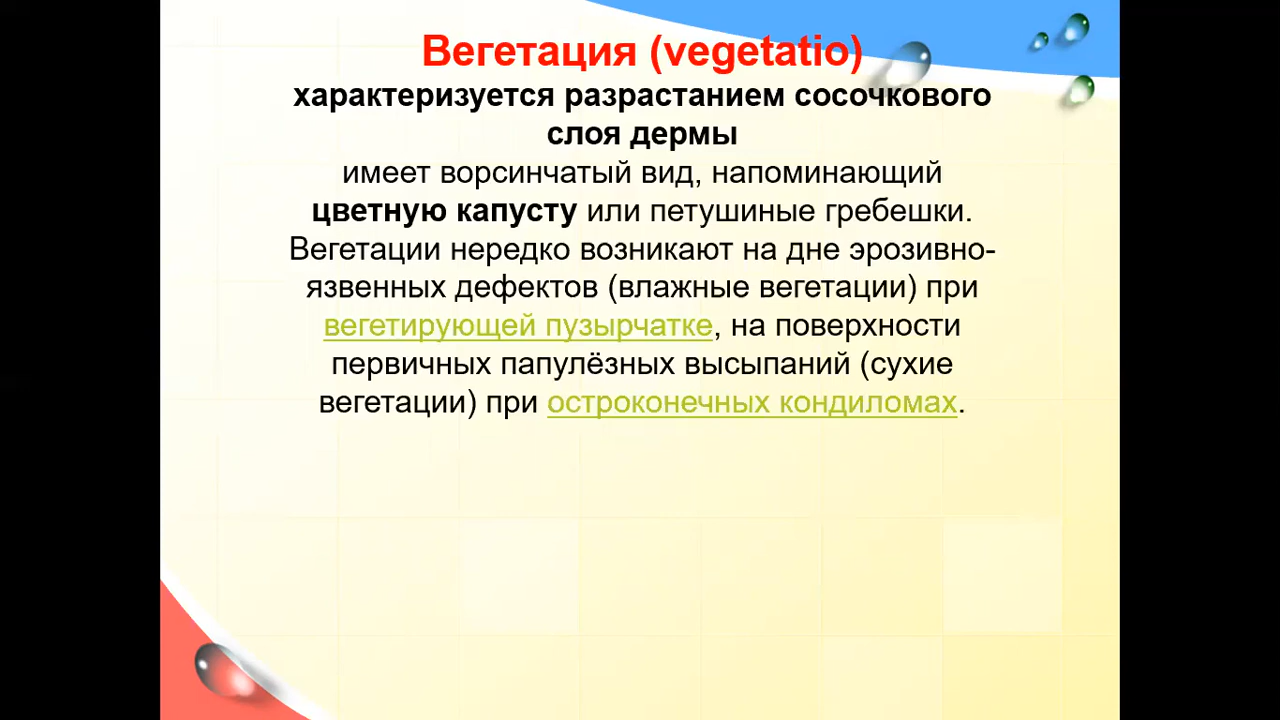 Вегетация (vegetatio)
характеризуется разрастанием сосочкового
слоя дермы
имеет ворсинчатый вид, напоминающий
цветную капусту или петушиные гребешки.
Вегетации нередко возникают на дне эрозивно-
язвенных дефектов (влажные вегетации) при
вегетирующей пузырчатке, на поверхности
первичных папулёзных высыпаний (сухие
вегетации) при остроконечных кондиломах.